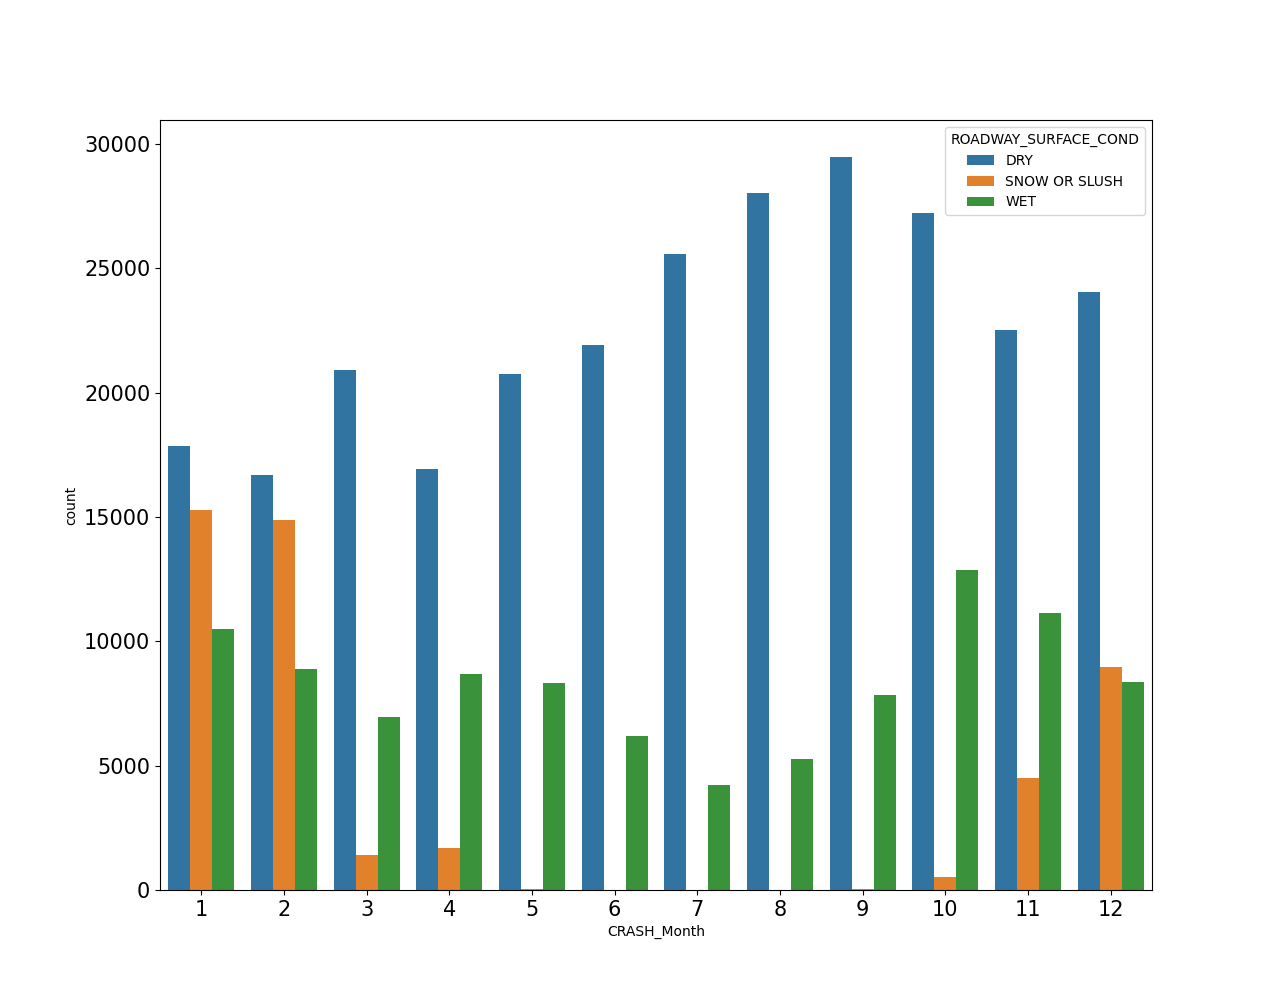 30000
25000
20000
15000
10000
5000
0
count
1 2 3 4 5 6 7 8 9 10 11 12
CRASH_Month
ROADWAY_SURFACE_COND
DRY
SNOW OR SLUSH
WET